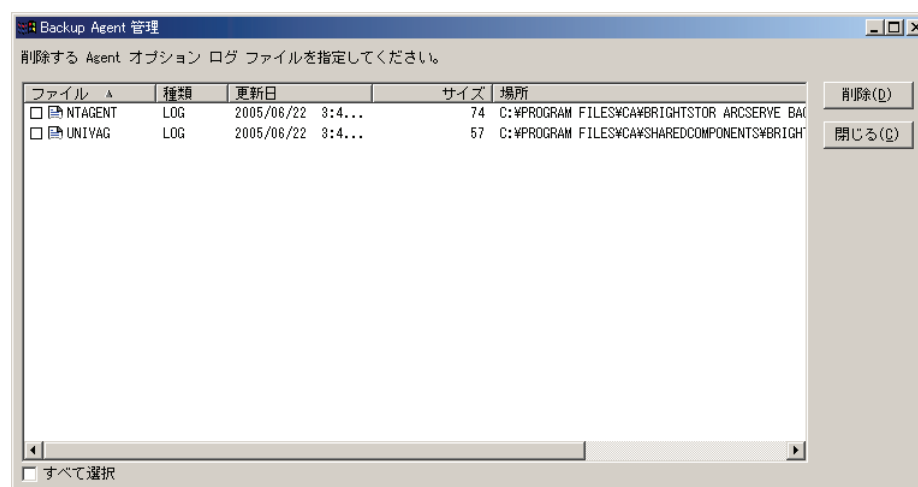 Backup Agent 管理
削除する Agent オプション ログ ファイルを指定してください。
ファイル 種類 更新日 サイズ 場所
NTAGENT LOG 2005/06/22 3:4... 74 C:¥PROGRAM FILES¥CA¥BRIGHTSTOR ARCSERVE BA
UNIVAG LOG 2005/06/22 3:4... 57 C:¥PROGRAM FILES¥CA¥SHAREDCOMPONENTS¥BRIGH
削除(D)
閉じる(C)
すべて選択